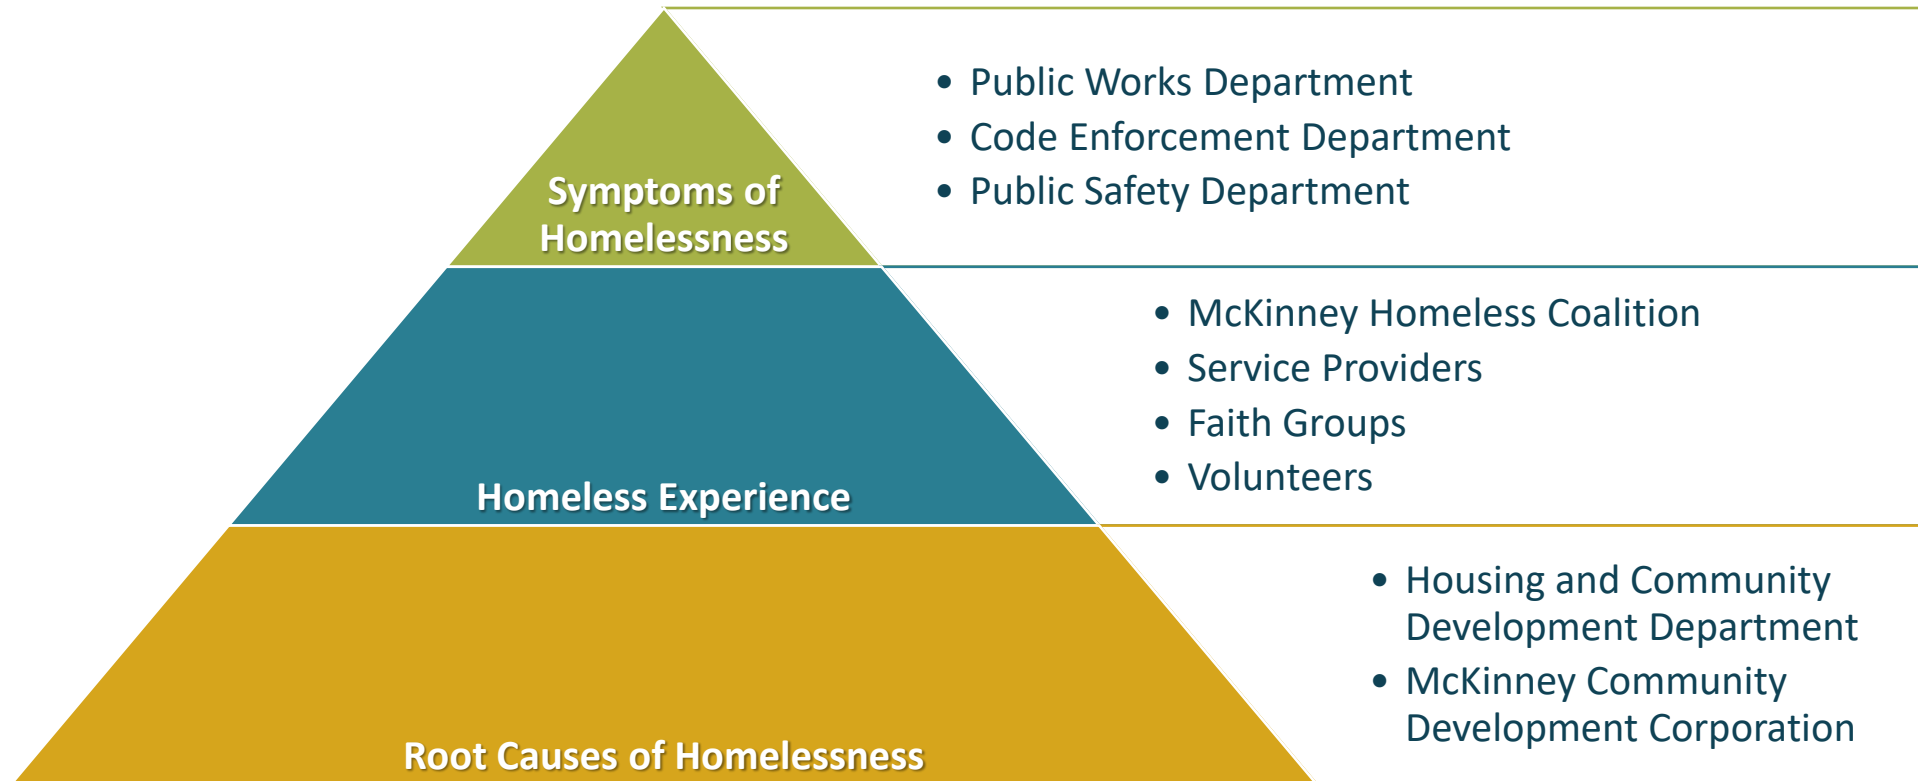 Symptoms of
Homelessness
• Public Works Department
• Code Enforcement Department
• Public Safety Department
Homeless Experience
• McKinney Homeless Coalition
• Service Providers
• Faith Groups
• Volunteers
Root Causes of Homelessness
• Housing and Community
Development Department
• McKinney Community
Development Corporation